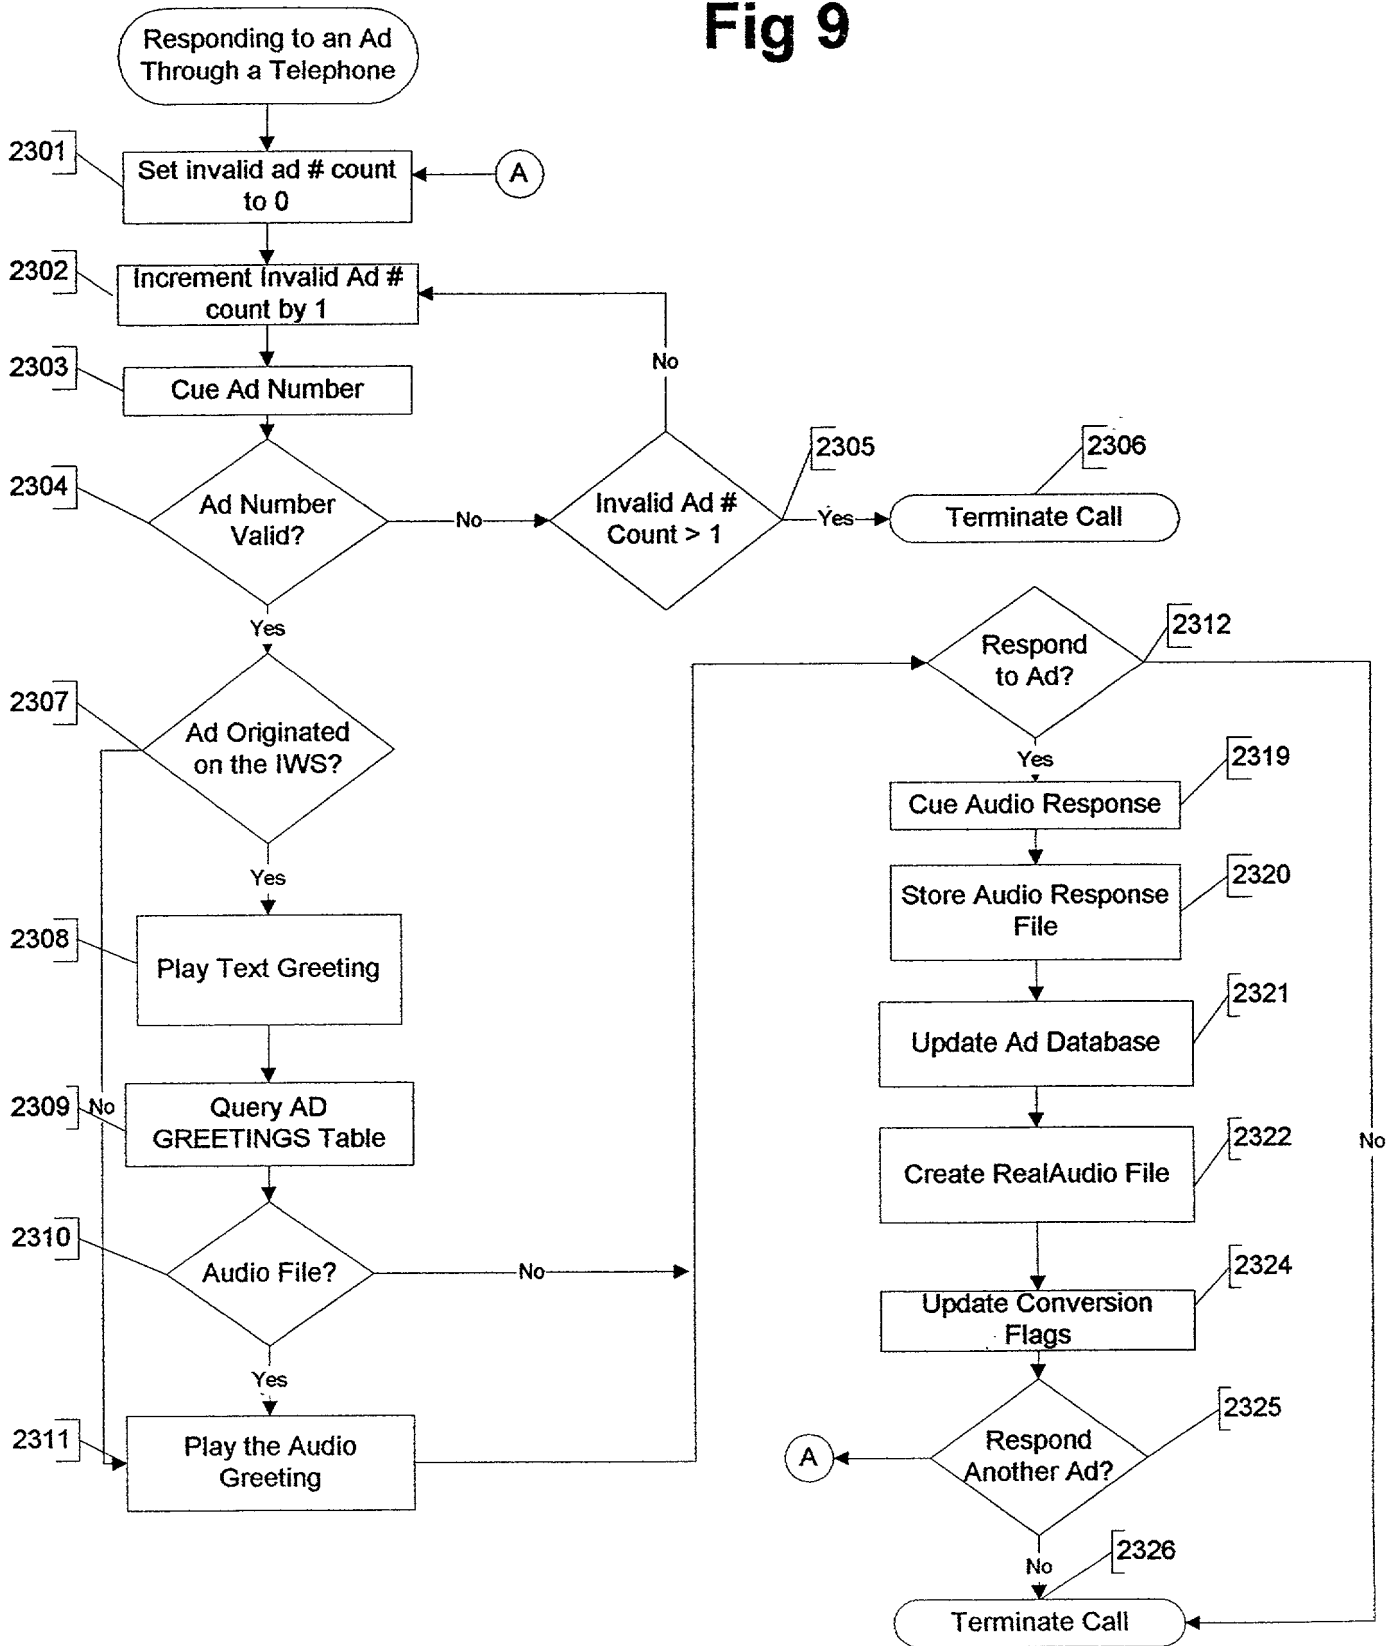 Fig 9
Responding to an Ad
Through a Telephone
2301
Set invalid ad # count
to 0
A
2302
Increment Invalid Ad #
count by 1
2303
Cue Ad Number
No
2304
Ad Number
Valid?
No
2305
Invalid Ad #
Count > 1
Yes
2306
Terminate Call
Yes
2307
Ad Originated
on the IWS?
Yes
2308
Play Text Greeting
2309
No
Query AD
GREETINGS Table
2310
Audio File?
No
Yes
2311
Play the Audio
Greeting
2312
Respond
to Ad?
Yes
2319
Cue Audio Response
2320
Store Audio Response
File
2321
Update Ad Database
2322
Create RealAudio File
No
2324
Update Conversion
Flags
2325
Respond
Another Ad?
A
No
2326
Terminate Call